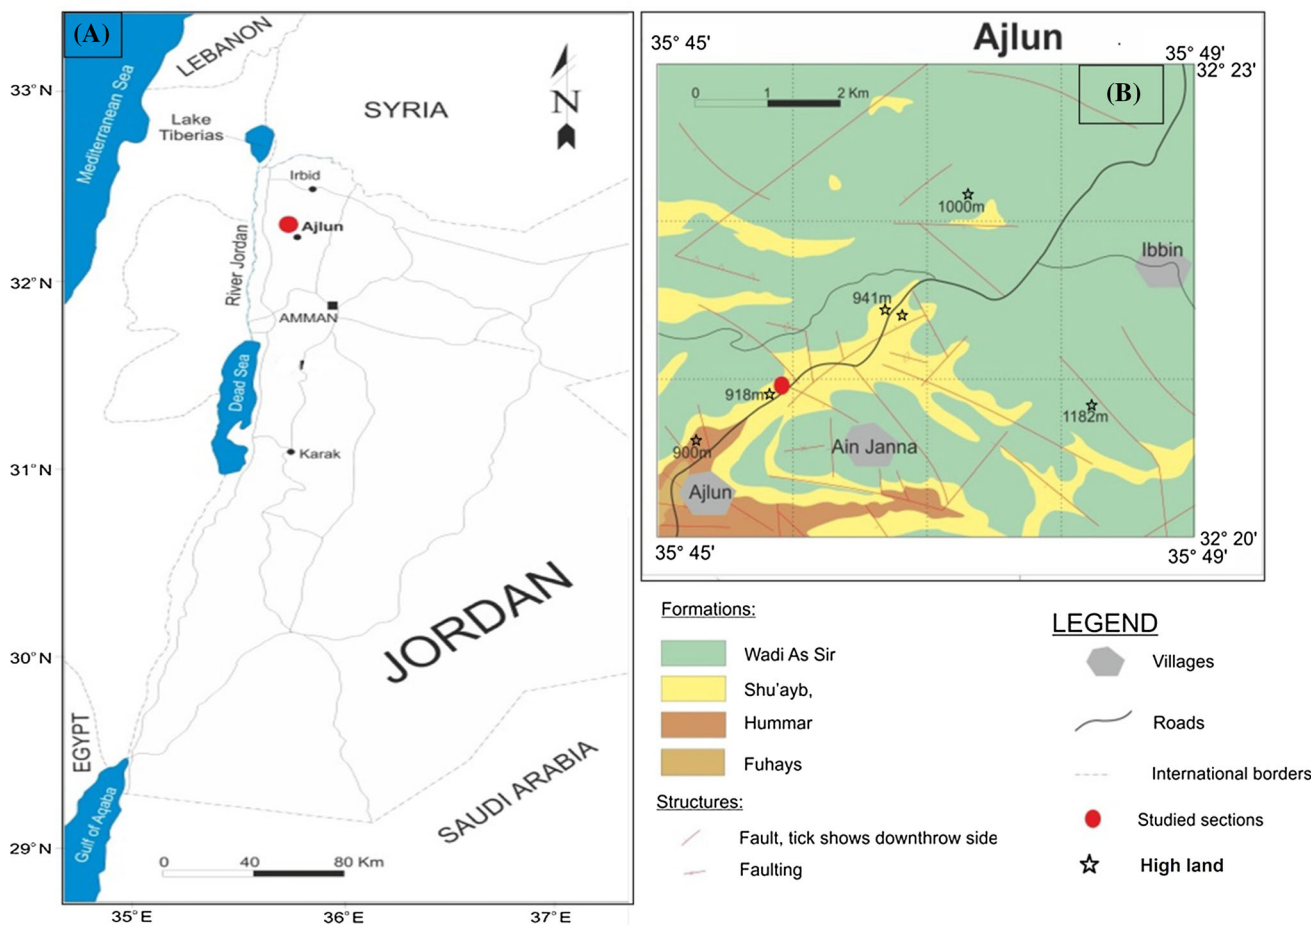 (A)
LEBANON
33°N
Mediterranean Sea
Lake
Tiberias
SYRIA
N
Irbid
Ajlun
River Jordan
32°N
AMMAN
Dead Sea
Karak
31°N
JORDAN
30°N
EGYPT
SAUDI ARABIA
29°N
Gulf of Aqaba
0 40 80 Km
35°E 36°E 37°E
Ajlun
35° 45'
35° 49'
32° 23'
(B)
0 1 2 Km
1000m
Ibbin
941m
918m
1182m
900m
Ain Janna
Ajlun
32° 20'
35° 45'
35° 49'
Formations:
Wadi As Sir
Shu'ayb,
Hummar
Fuhays
Structures:
Fault, tick shows downthrow side
Faulting
LEGEND
Villages
Roads
International borders
Studied sections
High land